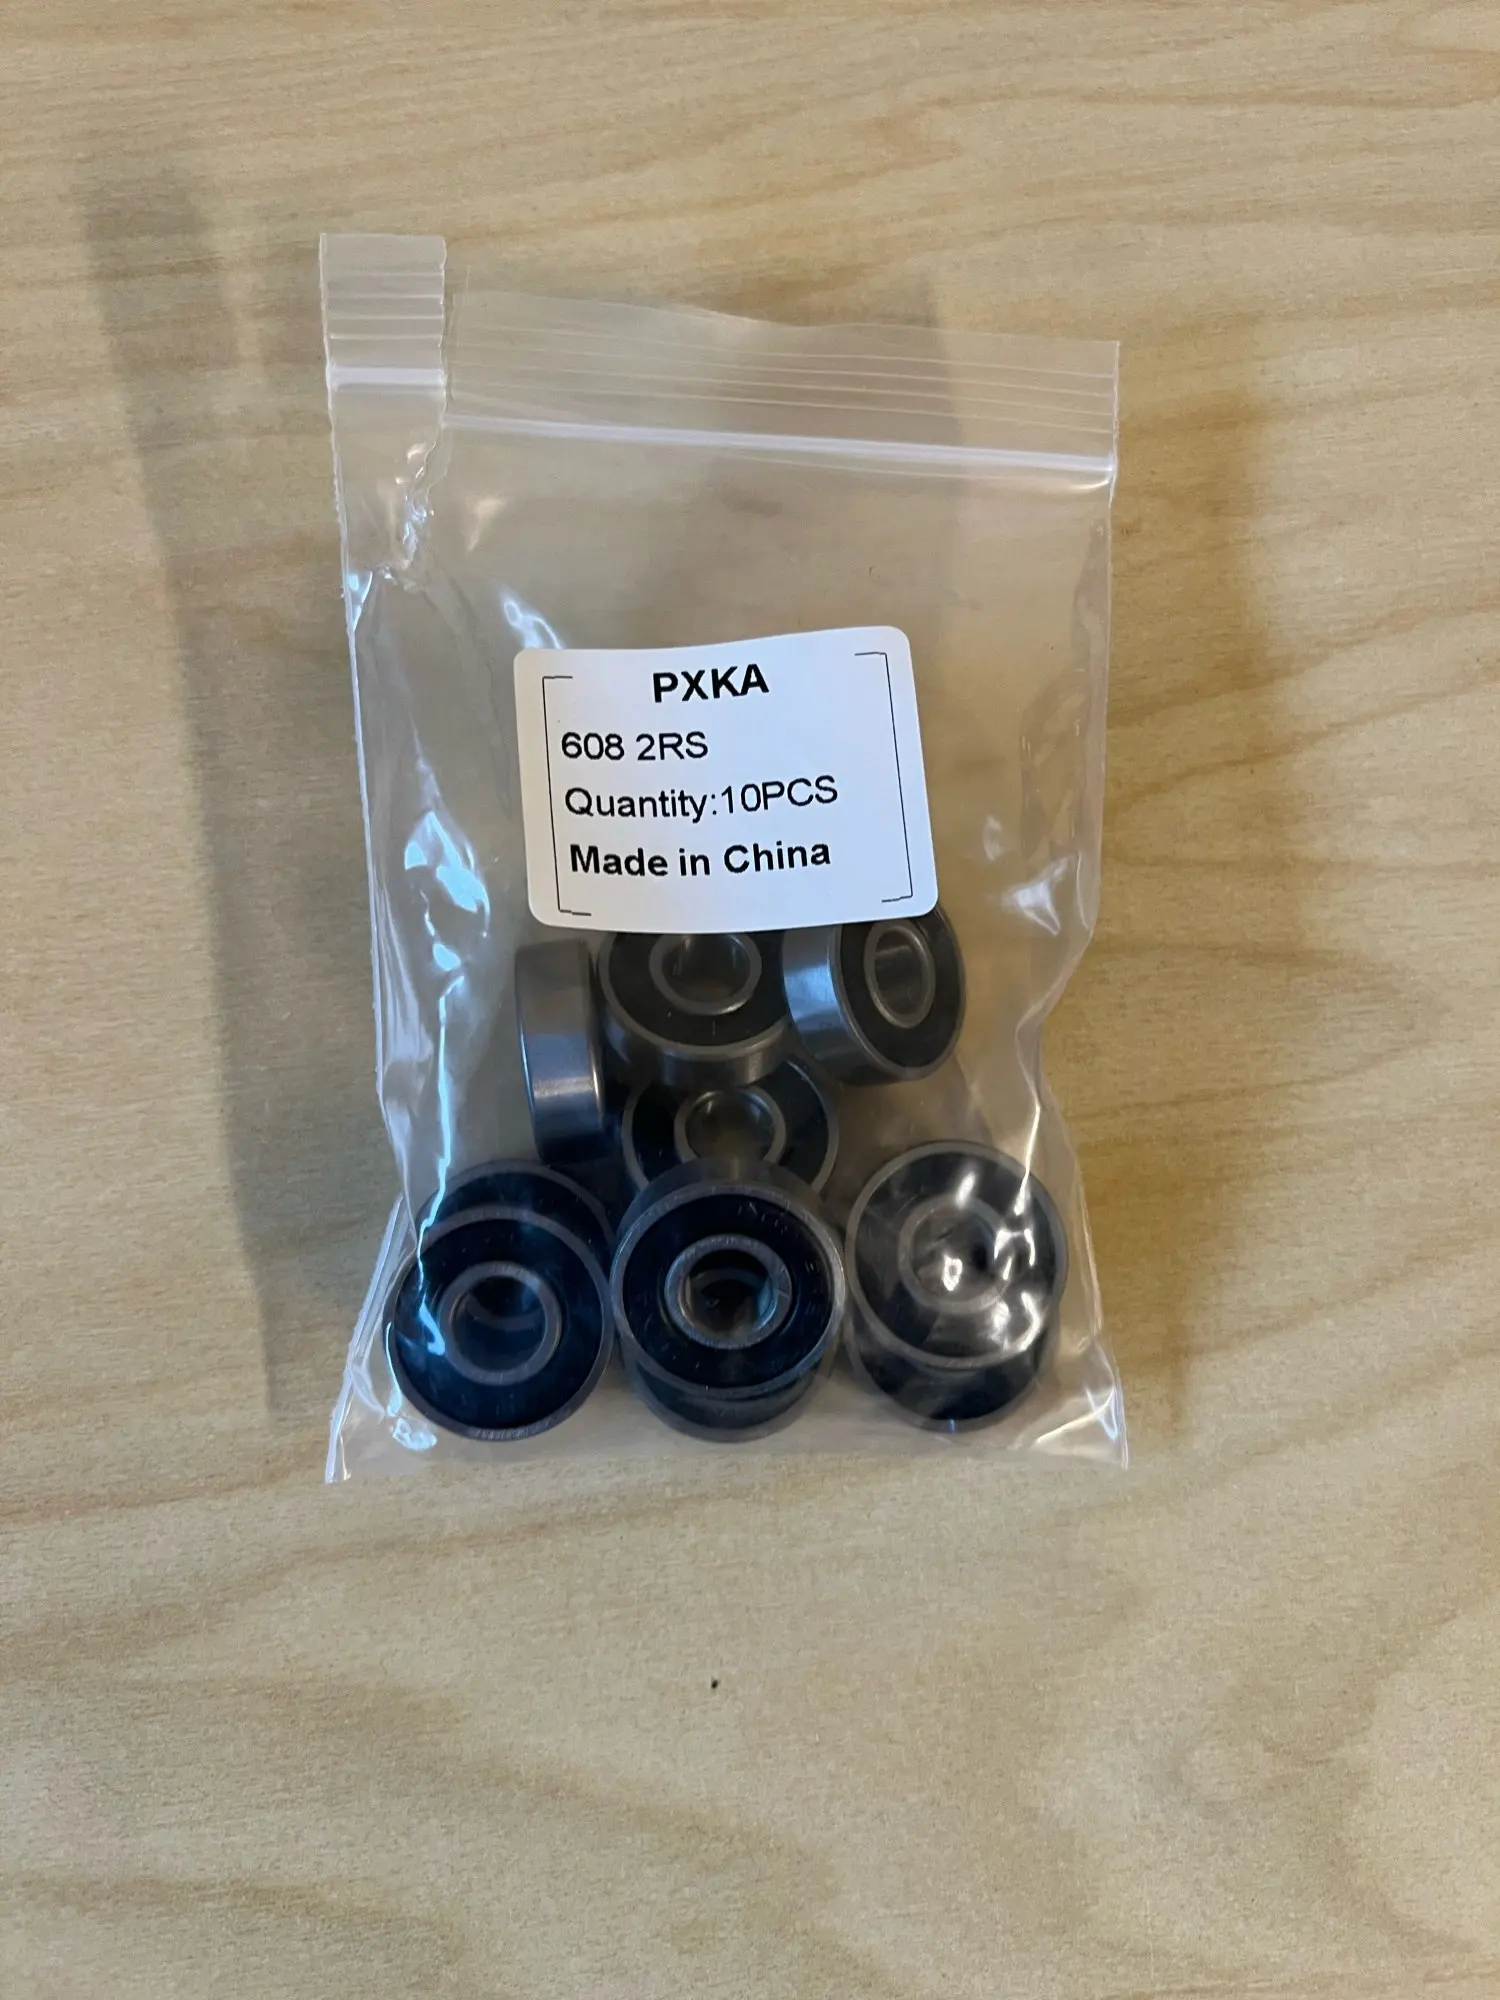 PXKA
608 2RS
Quantity:10PCS
Made in China